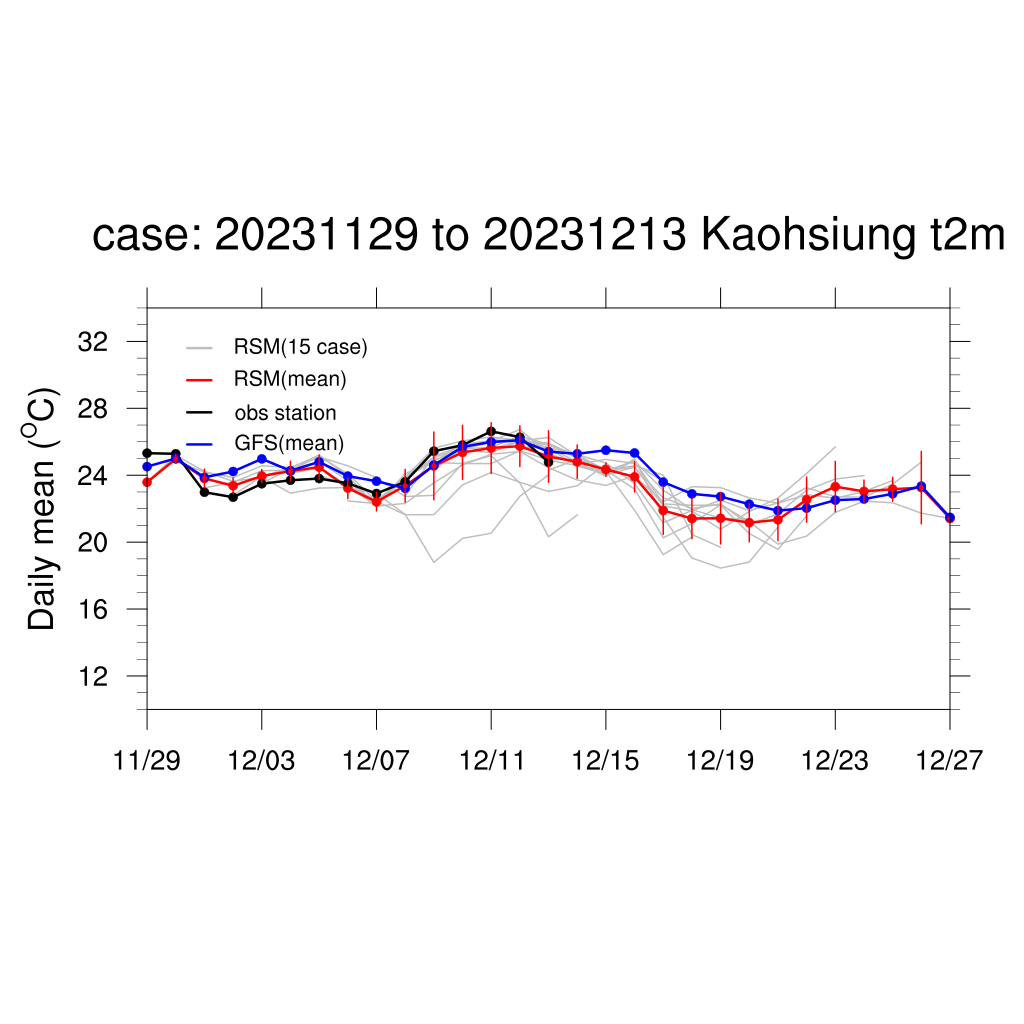 case: 20231129 to 20231213 Kaohsiung t2m
Daily mean (°C)
32
28
24
20
16
12
RSM(15 case)
RSM(mean)
obs station
GFS(mean)
11/29 12/03 12/07 12/11 12/15 12/19 12/23 12/27